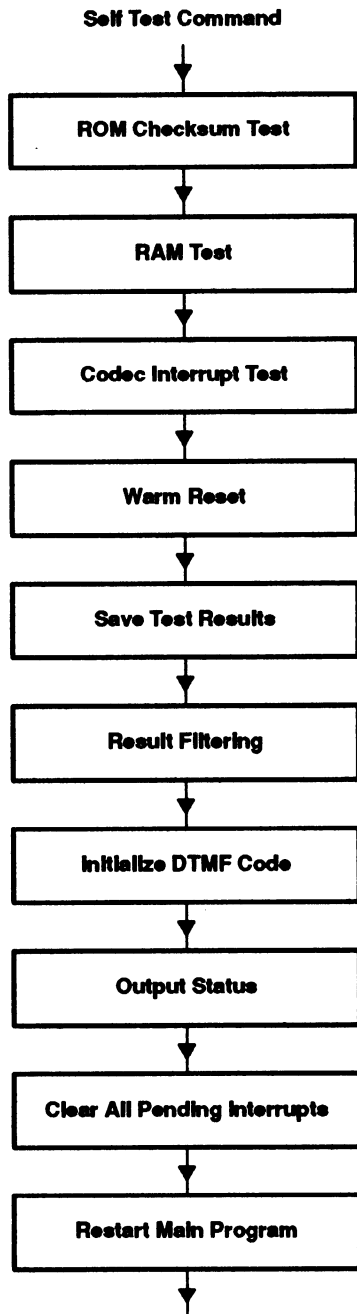 Self Test Command
ROM Checksum Test
RAM Test
Codec Interrupt Test
Warm Reset
Save Test Results
Result Filtering
Initialize DTMF Code
Output Status
Clear All Pending Interrupts
Restart Main Program